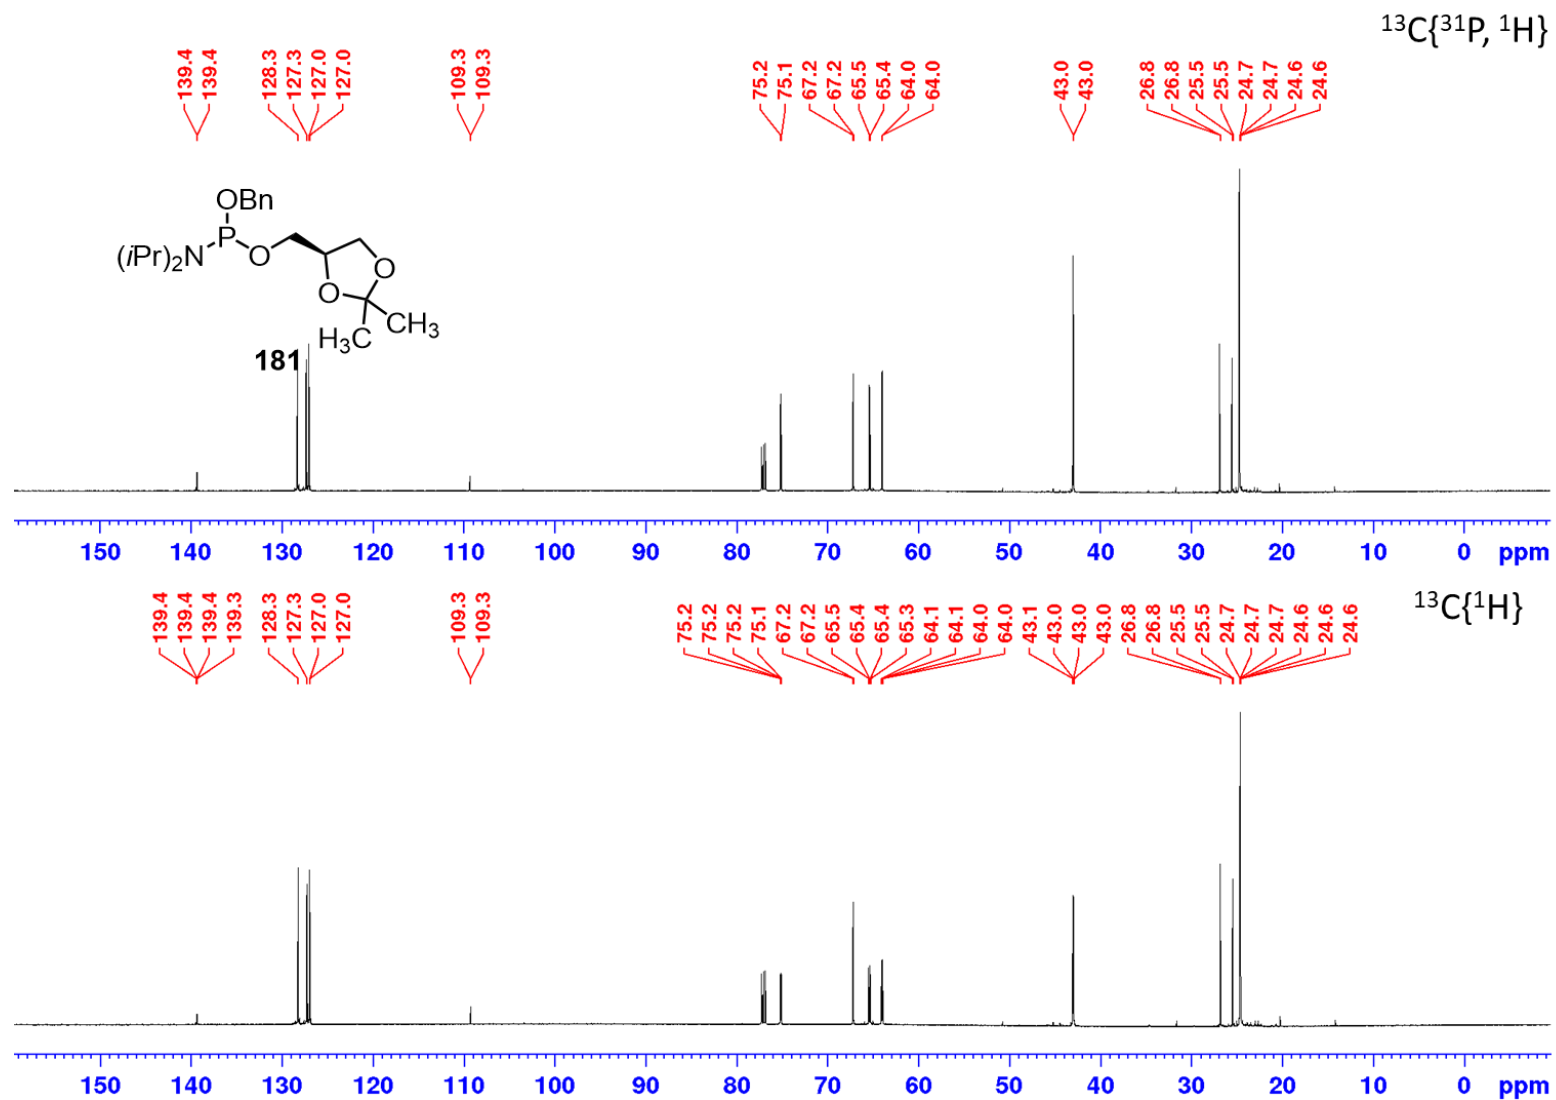 13C{31P, 1H}
139.4 139.4 128.3 127.3 127.0 127.0 109.3 109.3 75.2 75.1 67.2 67.2 65.5 65.4 64.0 64.0 43.0 43.0 26.8 26.8 25.5 25.5 24.7 24.7 24.6 24.6
OBn
P
(iPr)2N
O
O
O
CH3
H3C
181
150 140 130 120 110 100 90 80 70 60 50 40 30 20 10 0 ppm
13C{1H}
139.4 139.4 139.4 139.3 128.3 127.3 127.0 127.0 109.3 109.3 75.2 75.2 75.2 75.1 67.2 67.2 65.5 65.4 65.4 65.3 64.1 64.1 64.0 64.0 43.1 43.0 43.0 43.0 26.8 26.8 25.5 25.5 24.7 24.7 24.7 24.6 24.6 24.6
150 140 130 120 110 100 90 80 70 60 50 40 30 20 10 0 ppm